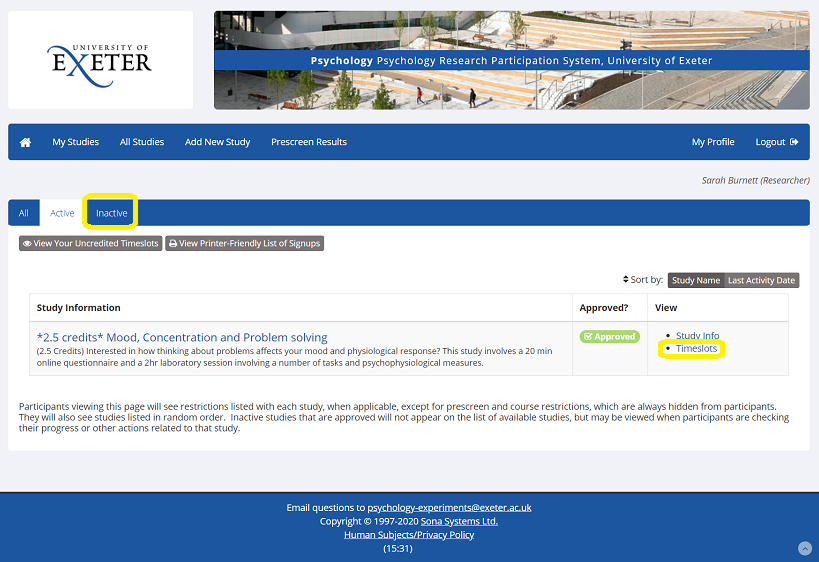 UNIVERSITY OF
EXETER
Psychology Psychology Research Participation System, University of Exeter
My Studies All Studies Add New Study Prescreen Results My Profile Logout
Sarah Burnett (Researcher)
All Active Inactive
View Your Uncredited Timeslots View Printer-Friendly List of Signups
Sort by: Study Name Last Activity Date
Study Information Approved? View
*2.5 credits* Mood, Concentration and Problem solving Approved • Study Info
(2.5 Credits) Interested in how thinking about problems affects your mood and physiological response? This study involves a 20 min • Timeslots
online questionnaire and a 2hr laboratory session involving a number of tasks and psychophysiological measures.
Participants viewing this page will see restrictions listed with each study, when applicable, except for prescreen and course restrictions, which are always hidden from participants.
They will also see studies listed in random order. Inactive studies that are approved will not appear on the list of available studies, but may be viewed when participants are checking
their progress or other actions related to that study.
Email questions to psychology-experiments@exeter.ac.uk
Copyright © 1997-2020 Sona Systems Ltd.
Human Subjects/Privacy Policy
(15:31)